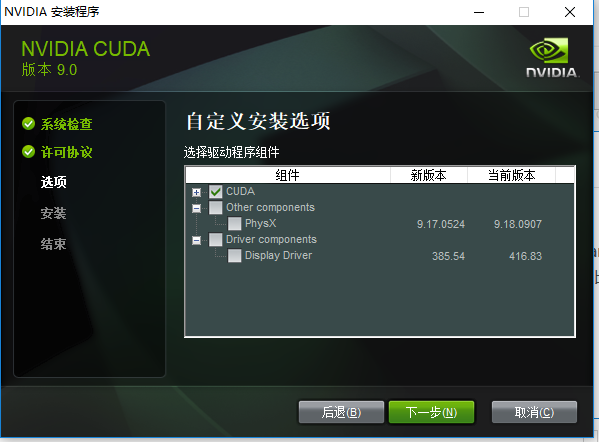 NVIDIA 安装程序
NVIDIA CUDA
版本 9.0
NVIDIA.
系统检查
许可协议
选项
安装
结束
自定义安装选项
选择驱动程序组件
组件 新版本 当前版本
CUDA
Other components
PhysX 9.17.0524 9.18.0907
Driver components
Display Driver 385.54 416.83
后退(B) 下一步(N) 取消(C)